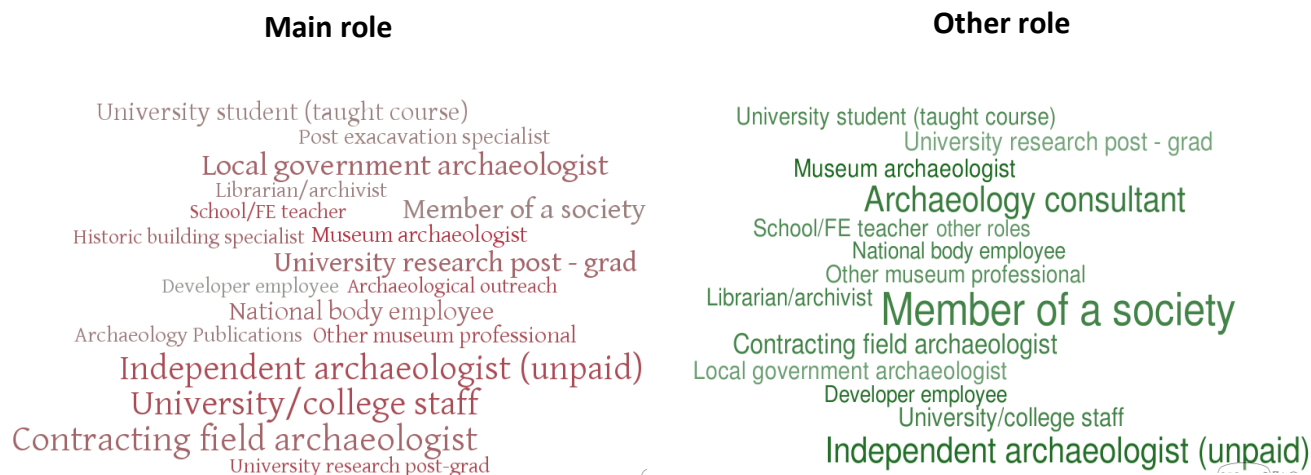 Main role
University student (taught course)
Post exacavation specialist
Local government archaeologist
Librarian/archivist
School/FE teacher Member of a society
Historic building specialist Museum archaeologist
University research post - grad
Developer employee Archaeological outreach
National body employee
Archaeology Publications Other museum professional
Independent archaeologist (unpaid)
University/college staff
Contracting field archaeologist
University research post-grad
Other role
University student (taught course)
University research post - grad
Museum archaeologist
Archaeology consultant
School/FE teacher other roles
National body employee
Other museum professional
Librarian/archivist Member of a society
Contracting field archaeologist
Local government archaeologist
Developer employee
University/college staff
Independent archaeologist (unpaid)